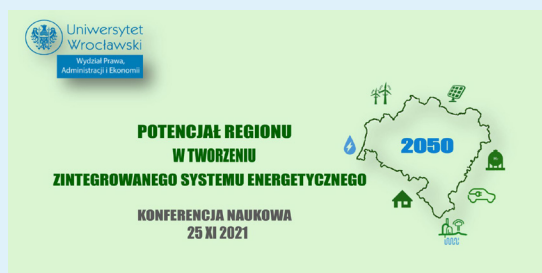 Uniwersytet
Wrocławski
Wydział Prawa,
Administracji i Ekonomii
POTENCJAŁ REGIONU
W TWORZENIU
ZINTEGROWANEGO SYSTEMU ENERGETYCZNEGO
2050
KONFERENCJA NAUKOWA
25 XI 2021